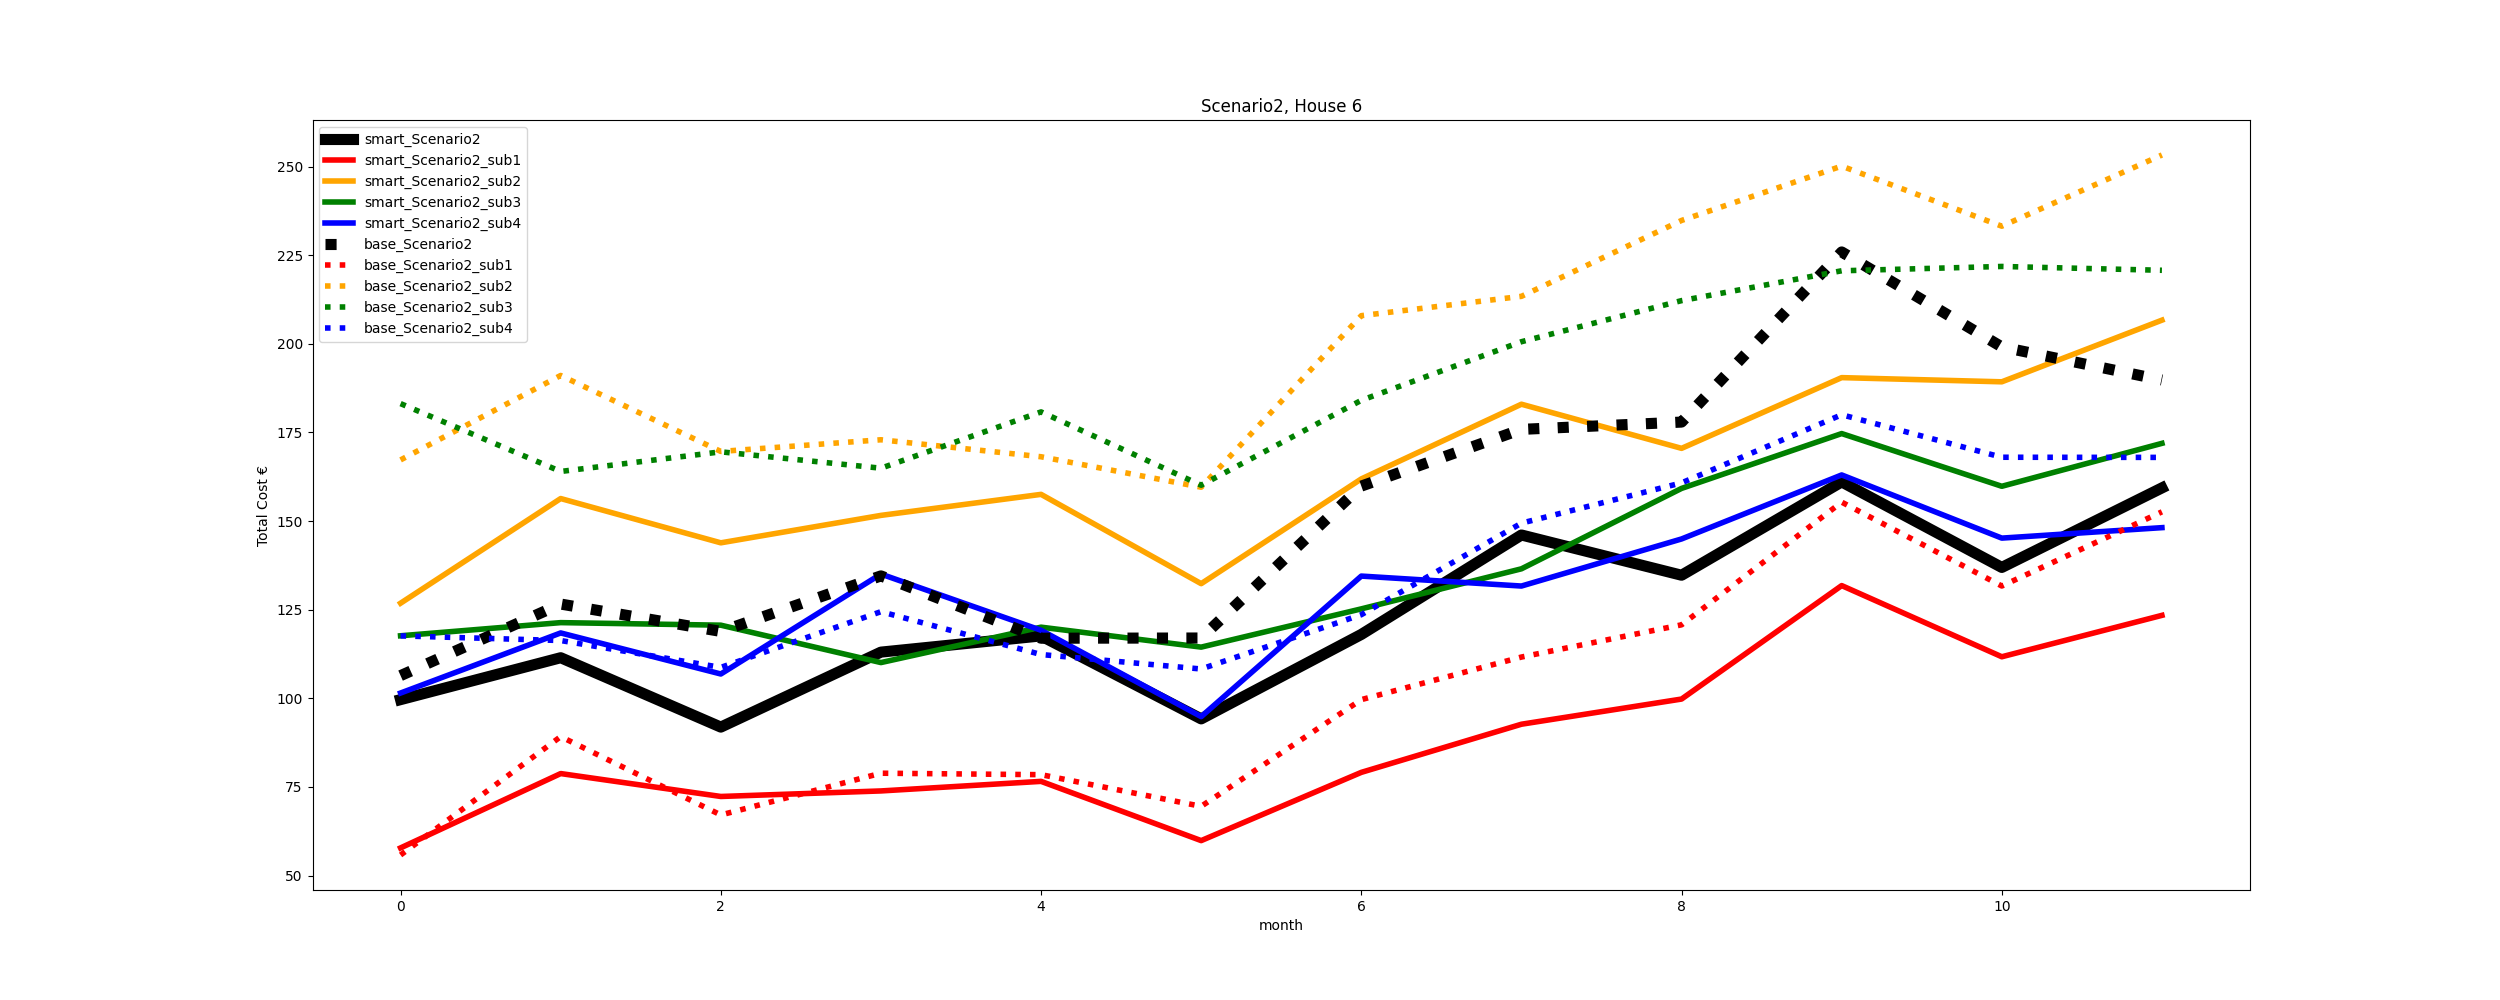 Scenario2, House 6
smart_Scenario2
smart_Scenario2_sub1
smart_Scenario2_sub2
smart_Scenario2_sub3
smart_Scenario2_sub4
base_Scenario2
base_Scenario2_sub1
base_Scenario2_sub2
base_Scenario2_sub3
base_Scenario2_sub4
250
225
200
175
150
125
100
75
50
Total Cost €
0 2 4 6 8 10
month